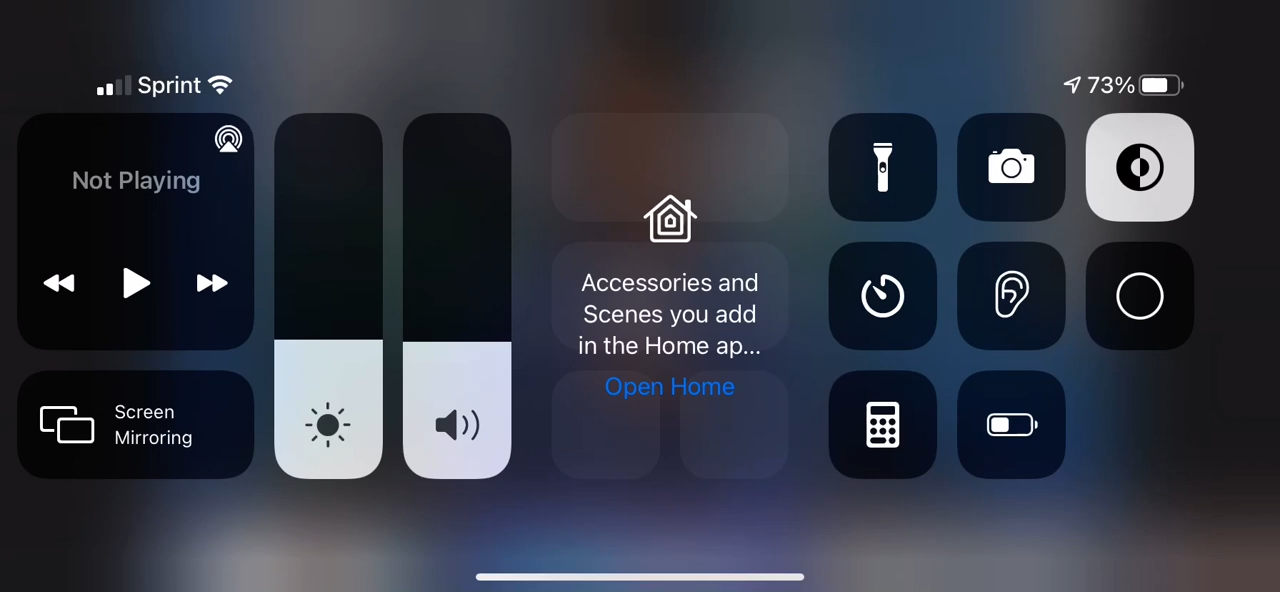 Sprint
73%
Not Playing
Screen
Mirroring
Accessories and
Scenes you add
in the Home ap...
Open Home